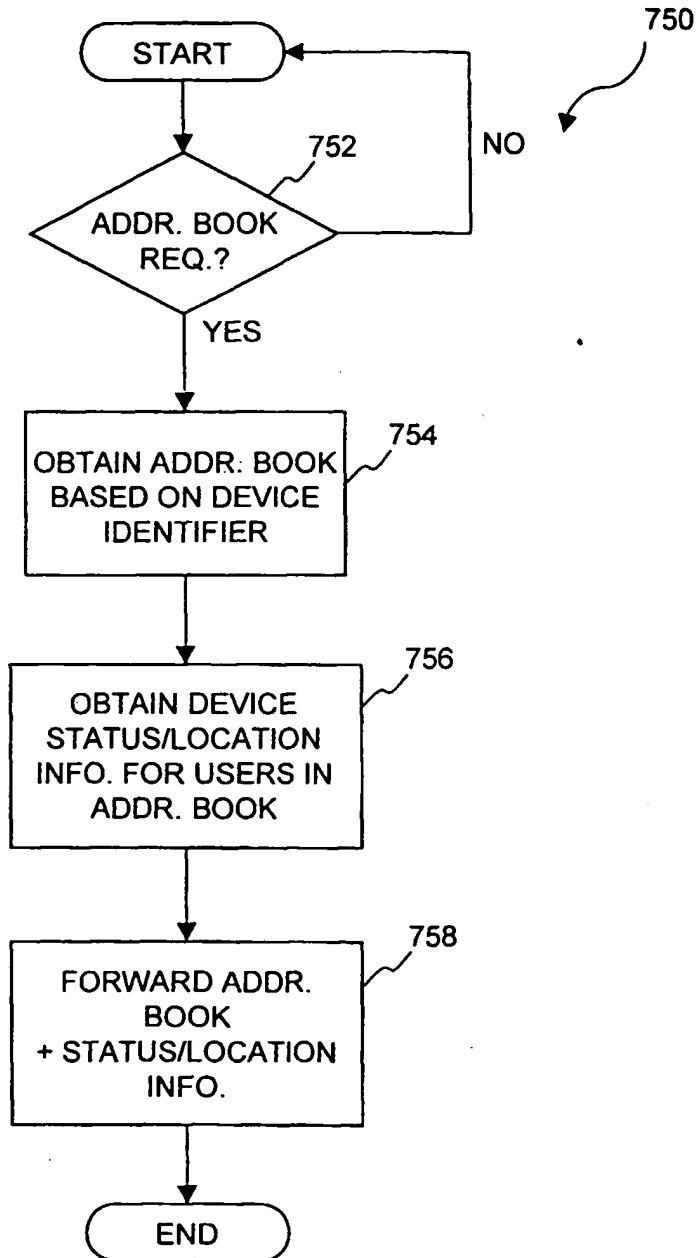 750
START
NO
752
ADDR. BOOK
REQ.?
YES
754
OBTAIN ADDR. BOOK
BASED ON DEVICE
IDENTIFIER
756
OBTAIN DEVICE
STATUS/LOCATION
INFO. FOR USERS IN
ADDR. BOOK
758
FORWARD ADDR.
BOOK
+ STATUS/LOCATION
INFO.
END